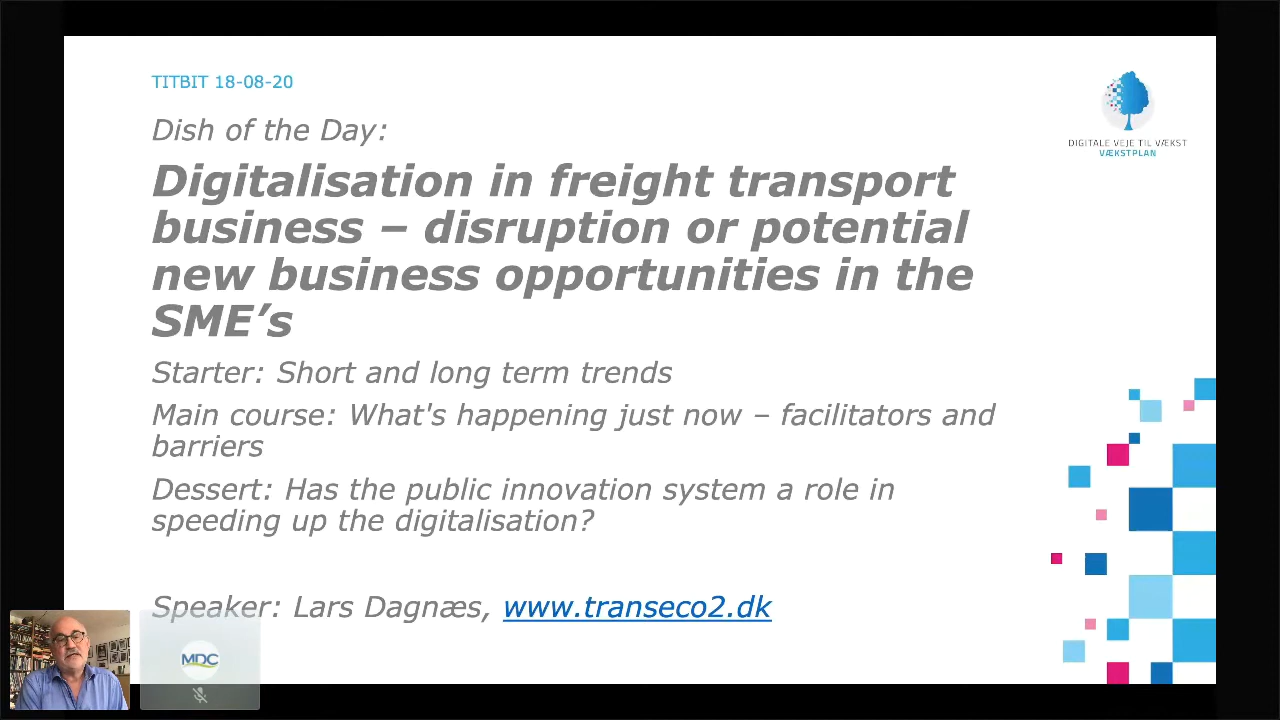 TITBIT 18-08-20
DIGITALE VEJE TIL VÆKST
VÆKSTPLAN
Dish of the Day:
Digitalisation in freight transport
business – disruption or potential
new business opportunities in the
SME’s
Starter: Short and long term trends
Main course: What's happening just now – facilitators and
barriers
Dessert: Has the public innovation system a role in
speeding up the digitalisation?
Speaker: Lars Dagnæs, www.transeco2.dk
MDC